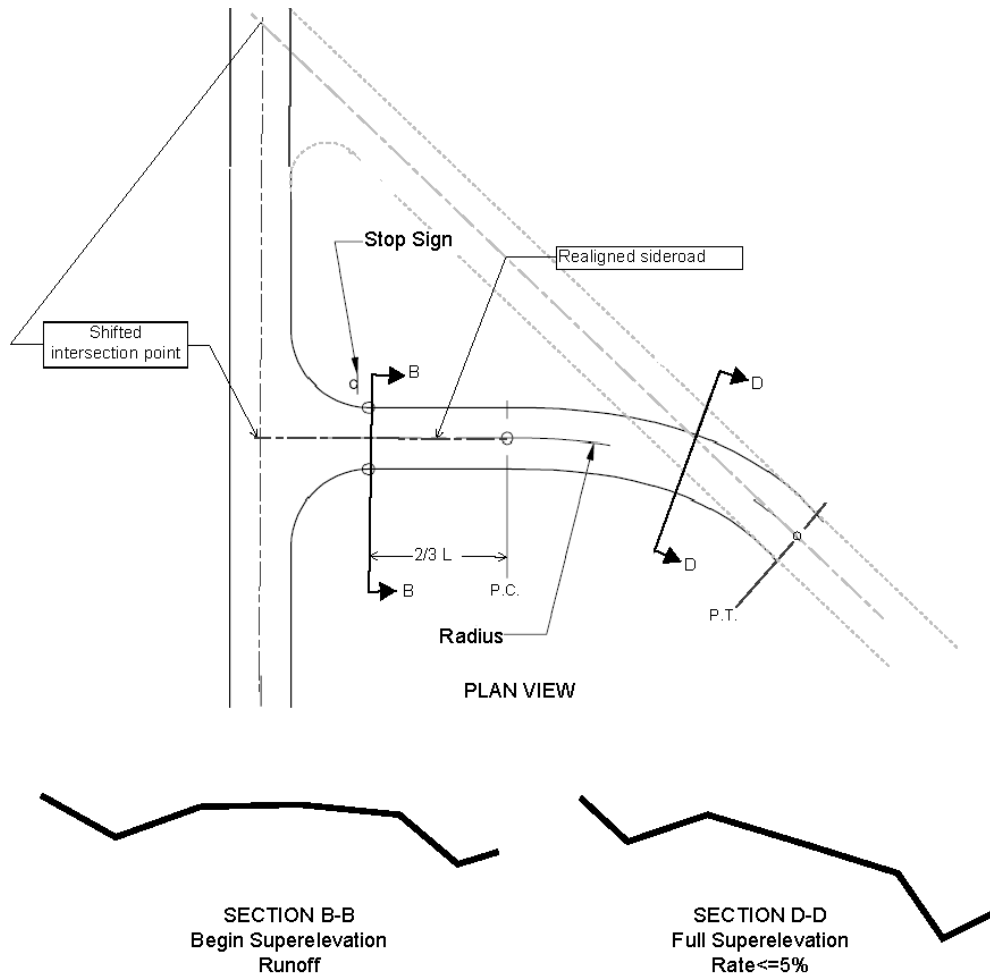 Stop Sign
Realigned sideroad
Shifted
intersection point
B
D
B
D
2/3 L
P.C.
P.T.
Radius
PLAN VIEW
SECTION B-B
Begin Superelevation
Runoff
SECTION D-D
Full Superelevation
Rate<=5%